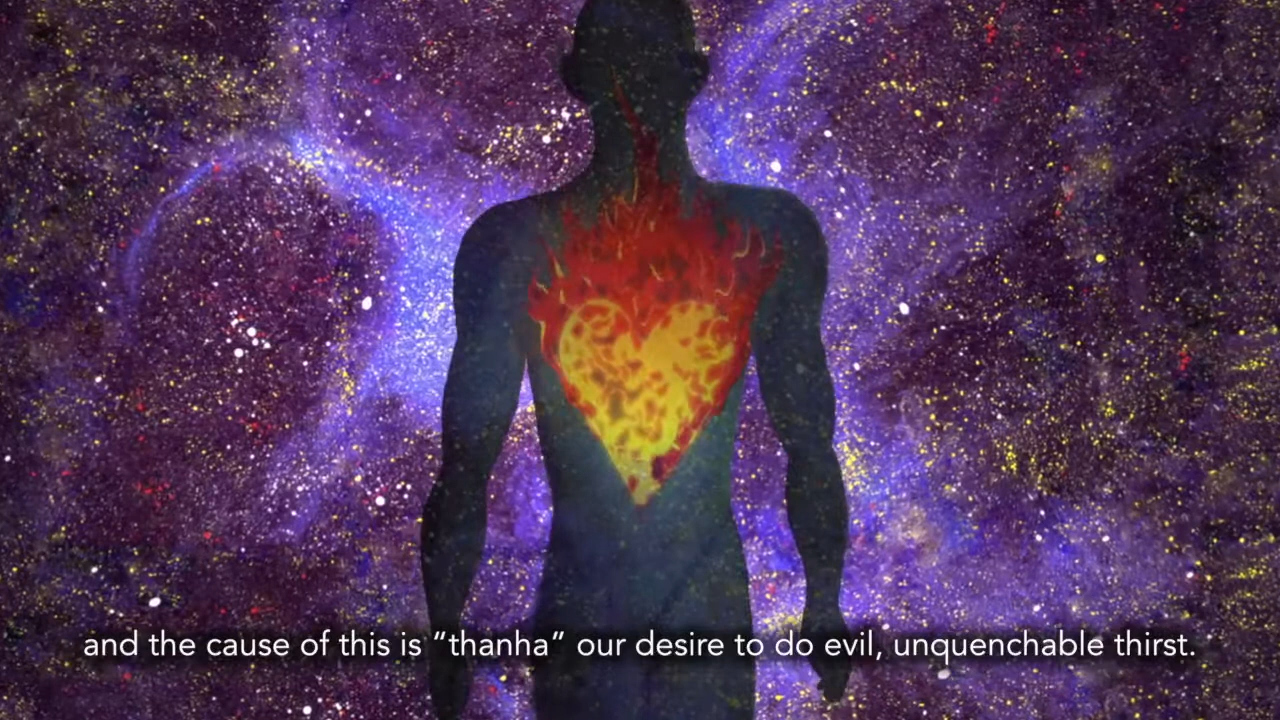 and the cause of this is “thanha” our desire to do evil, unquenchable thirst.